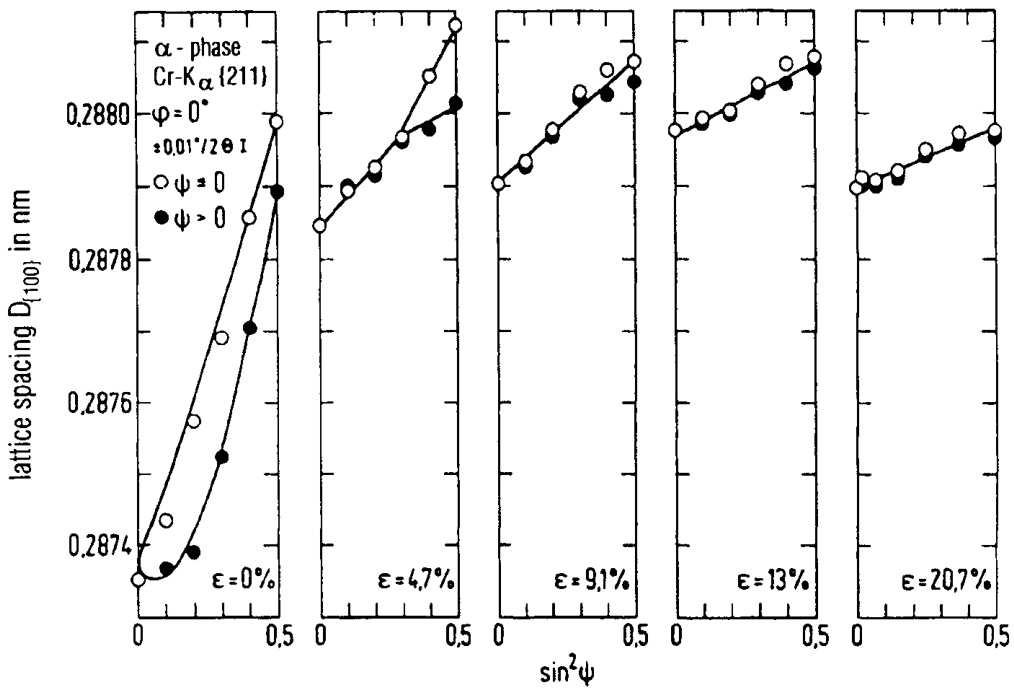 α - phase
Cr-Kα {211}
φ = 0°
±0,01°/2θ I
○ ψ ≤ 0
● ψ > 0
lattice spacing D{100} in nm
0,2880
0,2878
0,2876
0,2874
ε = 0%
ε = 4,7%
ε = 9,1%
ε = 13%
ε = 20,7%
0 0,5 0 0,5 0 0,5 0 0,5 0 0,5
sin²ψ